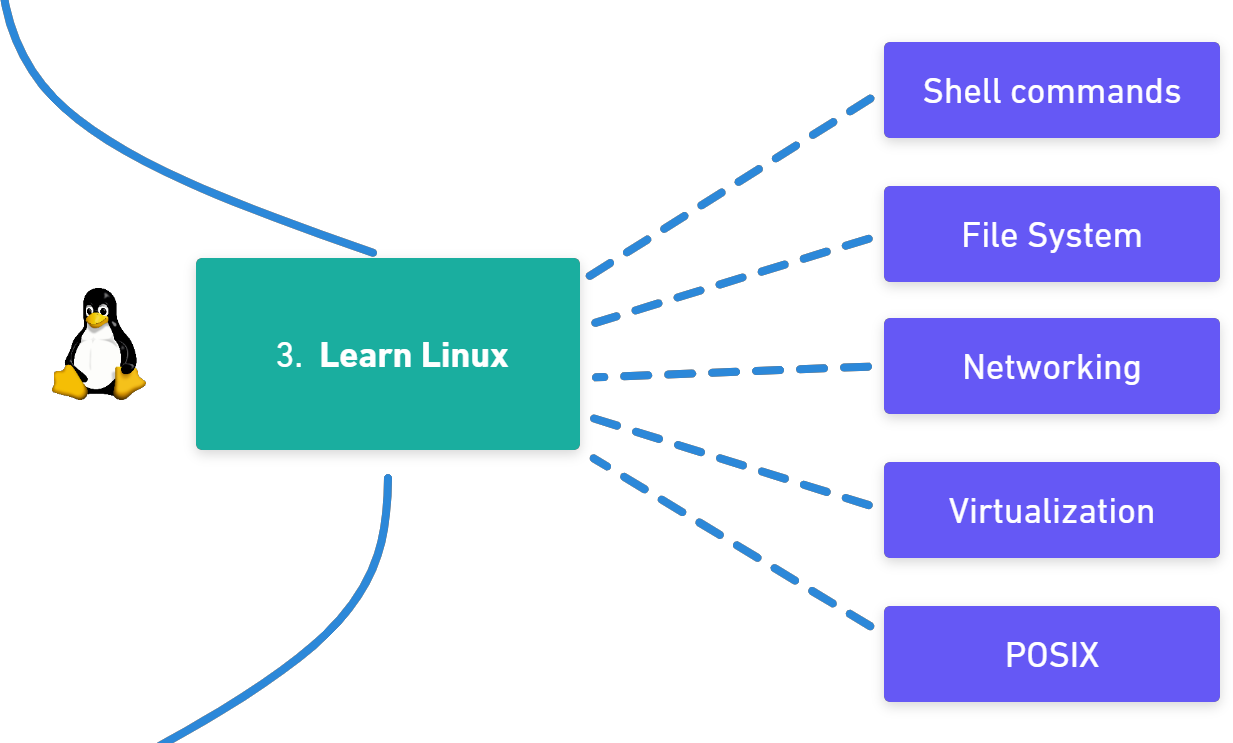 Shell commands
File System
3. Learn Linux
Networking
Virtualization
POSIX